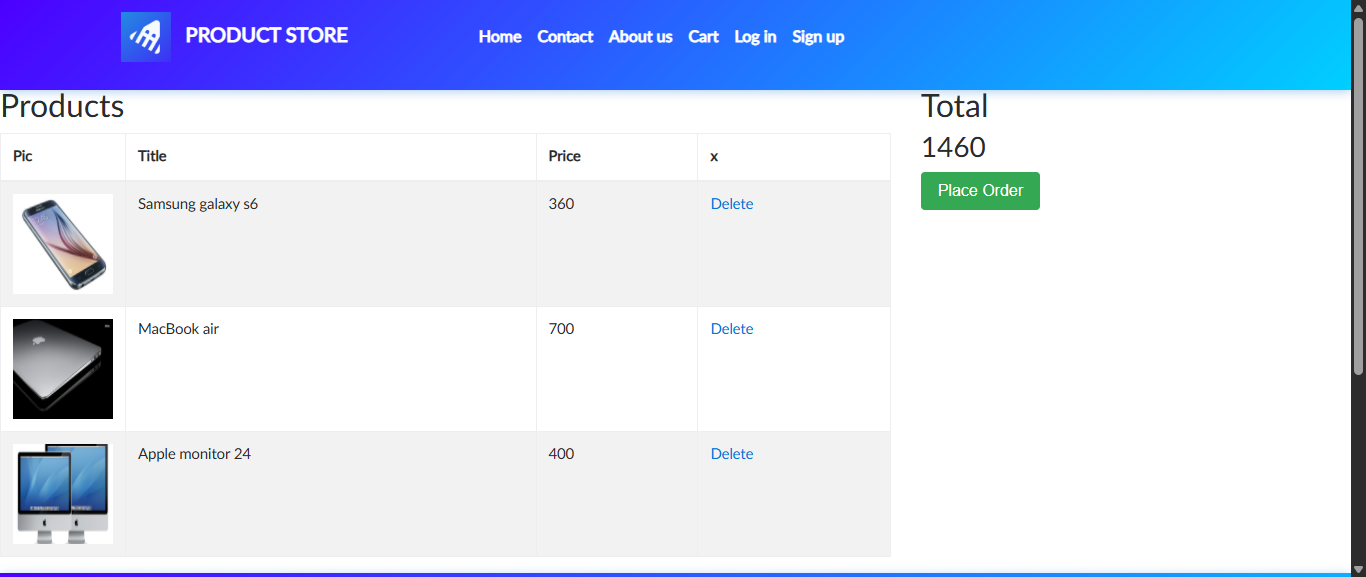 PRODUCT STORE
Home Contact About us Cart Log in Sign up
Products
Total
1460
Place Order
Pic Title Price x
Samsung galaxy s6 360 Delete
MacBook air 700 Delete
Apple monitor 24 400 Delete